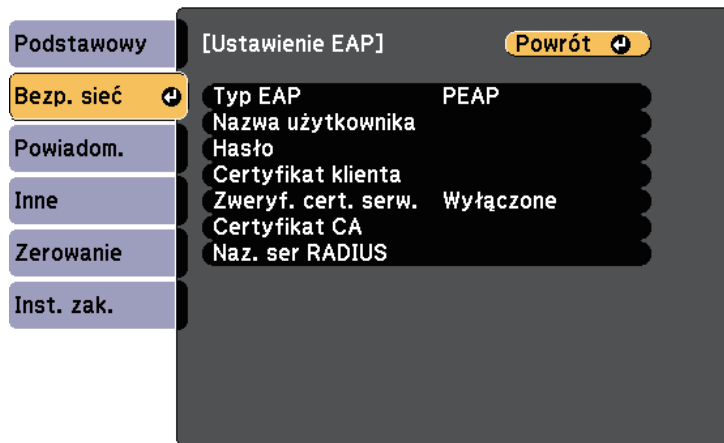 Podstawowy
Bezp. sieć
Powiadom.
Inne
Zerowanie
Inst. zak.
[Ustawienie EAP] Powrót
Typ EAP PEAP
Nazwa użytkownika
Hasło
Certyfikat klienta
Zweryf. cert. serw. Wyłączone
Certyfikat CA
Naz. ser RADIUS